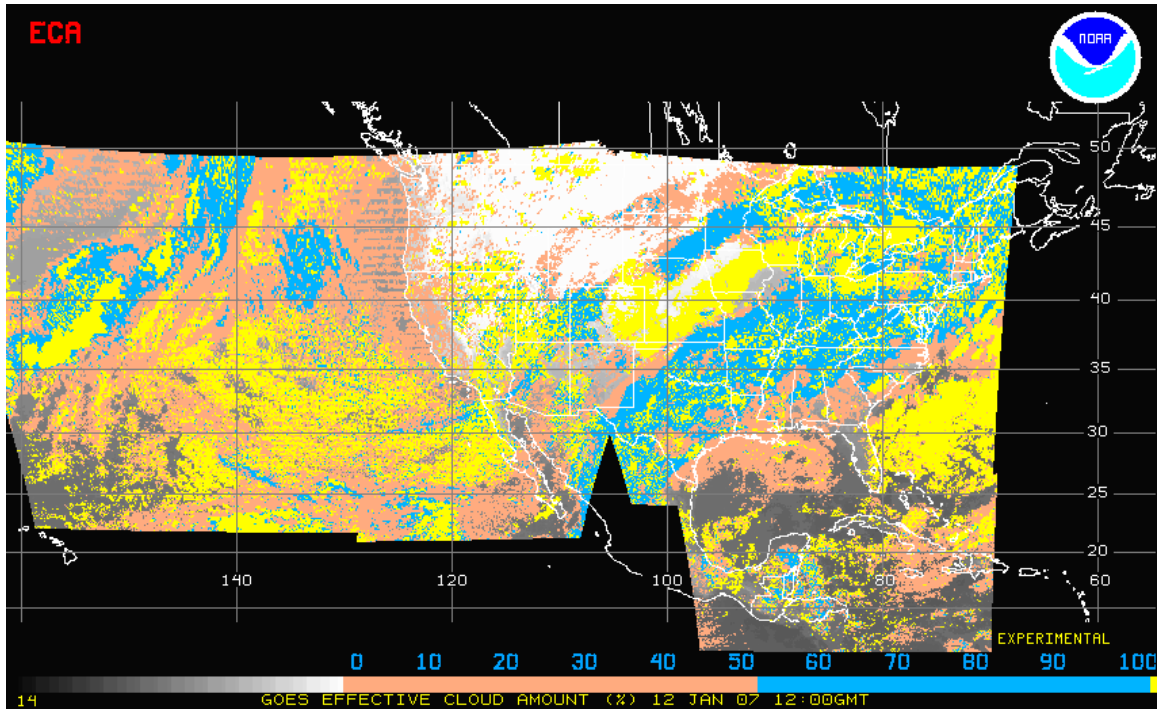 ECA
NOAA
50
45
40
35
30
25
20
140 120 100 80 60
EXPERIMENTAL
0 10 20 30 40 50 60 70 80 90 100
14 GOES EFFECTIVE CLOUD AMOUNT (%) 12 JAN 07 12:00GMT